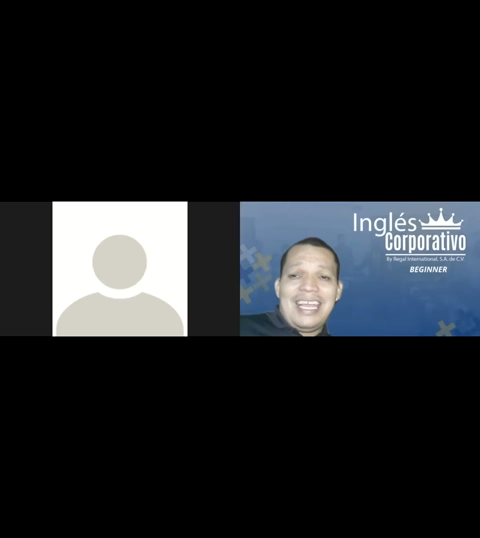 Inglés
Corporativo
By Regal International, S.A. de C.V.
BEGINNER